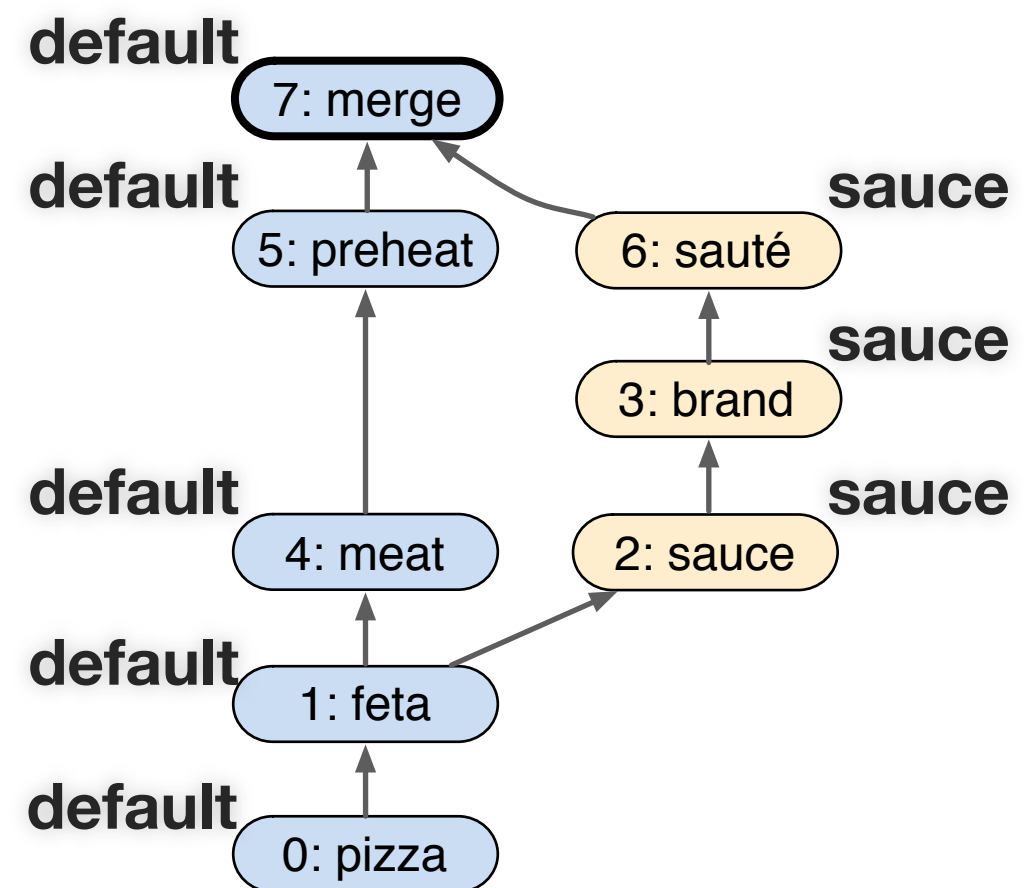 default
7: merge
default
sauce
5: preheat
6: sauté
sauce
3: brand
default
sauce
4: meat
2: sauce
default
1: feta
default
0: pizza